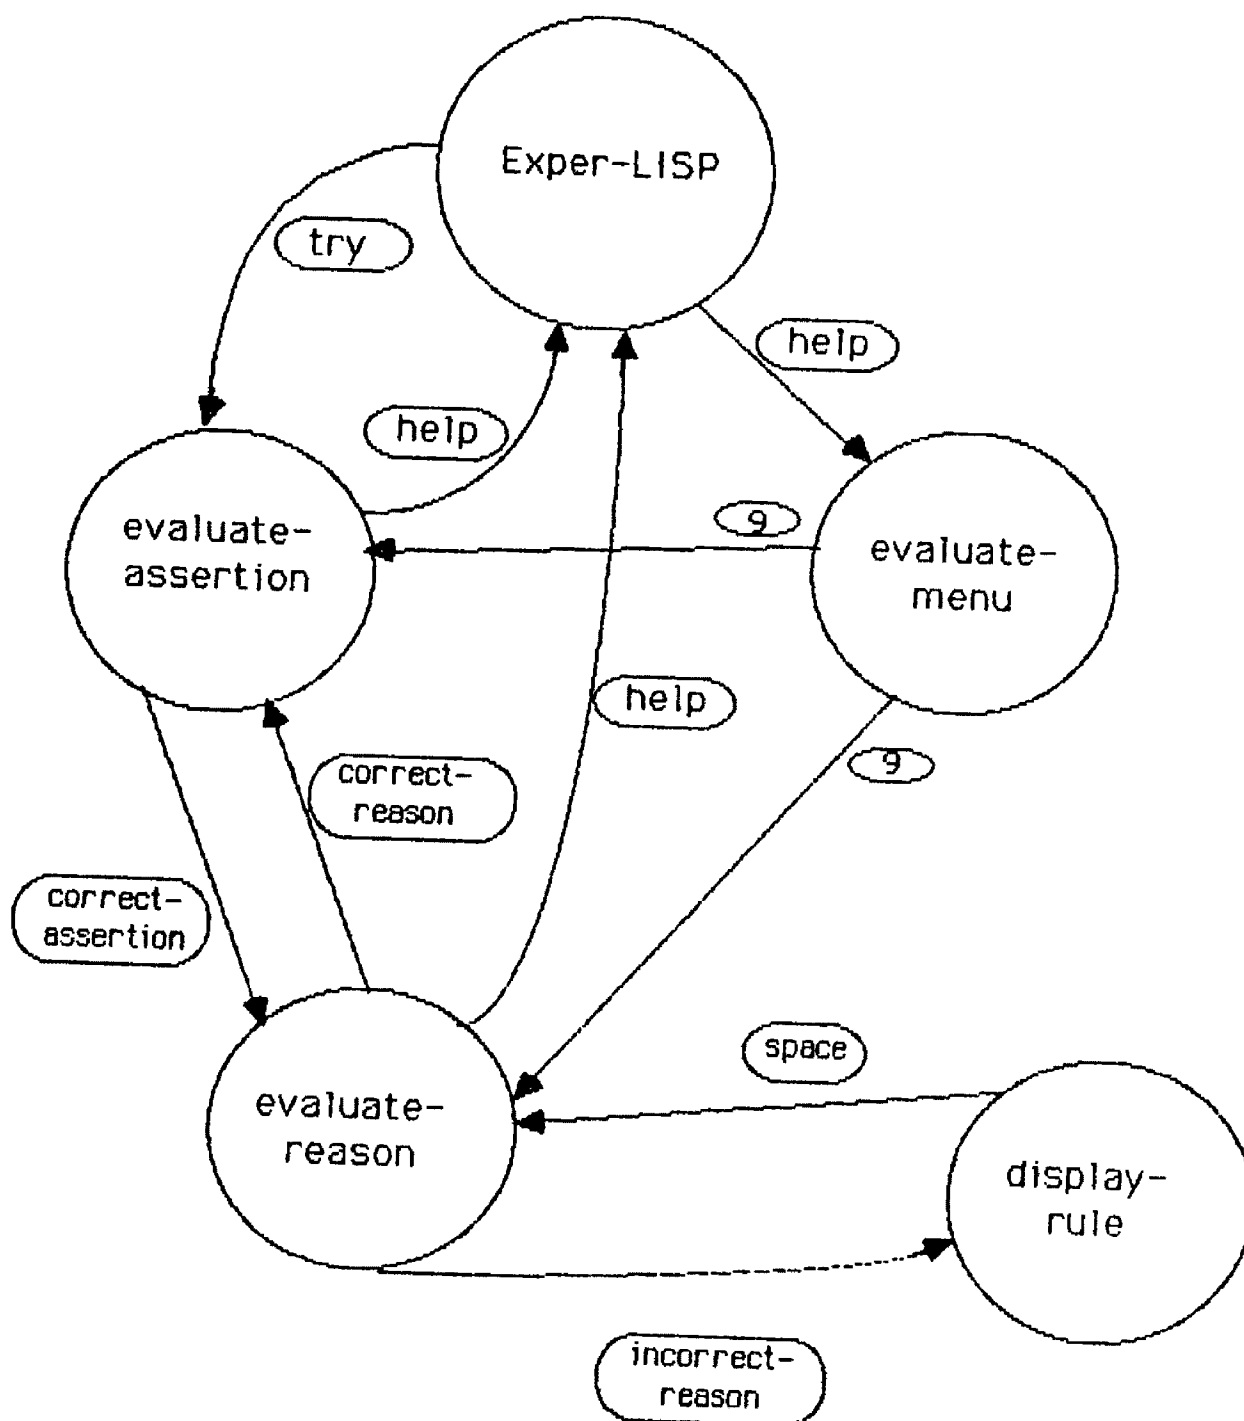 Exper-LISP
try
help
help
evaluate-
assertion
9
evaluate-
menu
help
9
correct-
reason
correct-
assertion
space
evaluate-
reason
display-
rule
incorrect-
reason